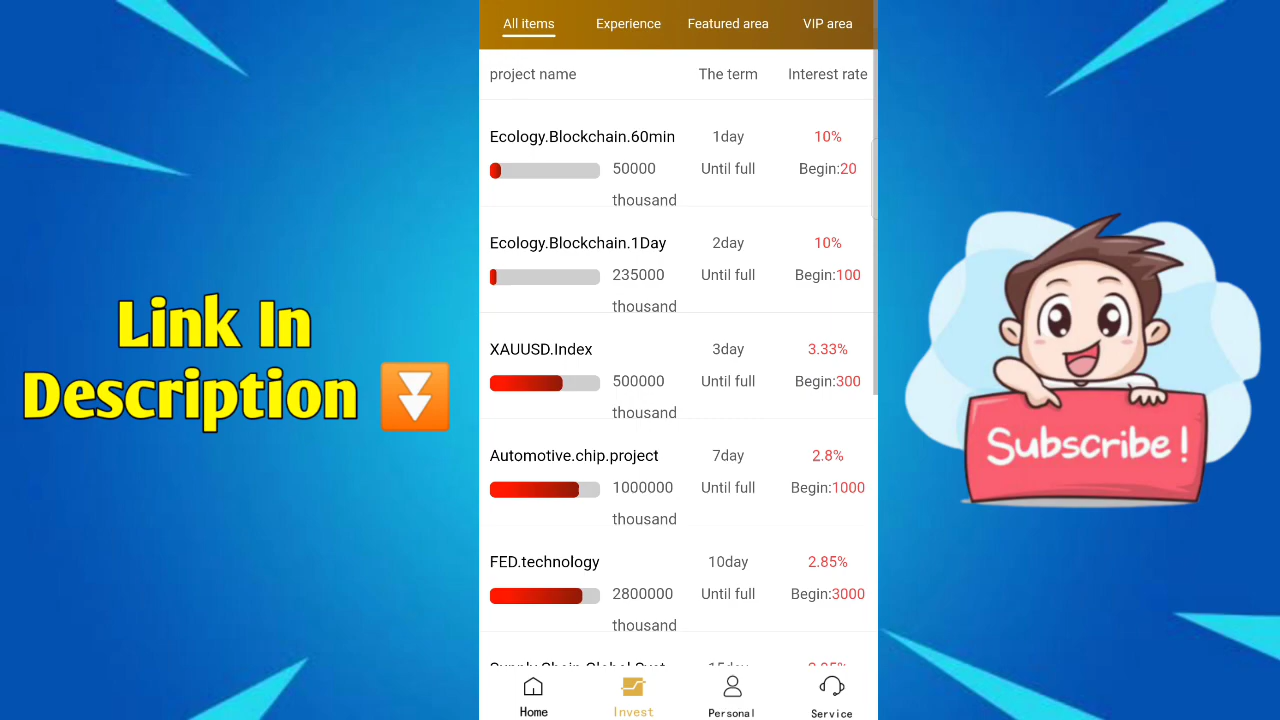 All items Experience Featured area VIP area
project name The term Interest rate
Ecology.Blockchain.60min 1day 10%
50000 Until full Begin:20
thousand
Ecology.Blockchain.1Day 2day 10%
235000 Until full Begin:100
thousand
XAUUSD.Index 3day 3.33%
500000 Until full Begin:300
thousand
Automotive.chip.project 7day 2.8%
1000000 Until full Begin:1000
thousand
FED.technology 10day 2.85%
2800000 Until full Begin:3000
thousand
Home Invest Personal Service
Link In
Description
Subscribe!